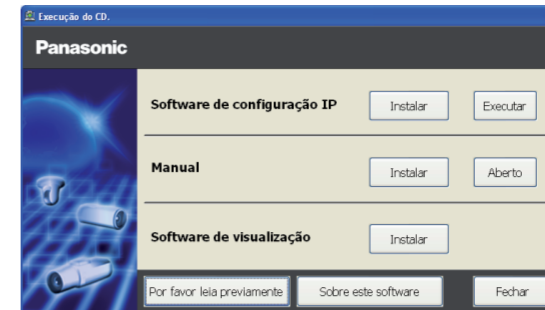 Execução do CD.
Panasonic
Software de configuração IP Instalar Executar
Manual Instalar Aberto
Software de visualização Instalar
Por favor leia previamente Sobre este software Fechar